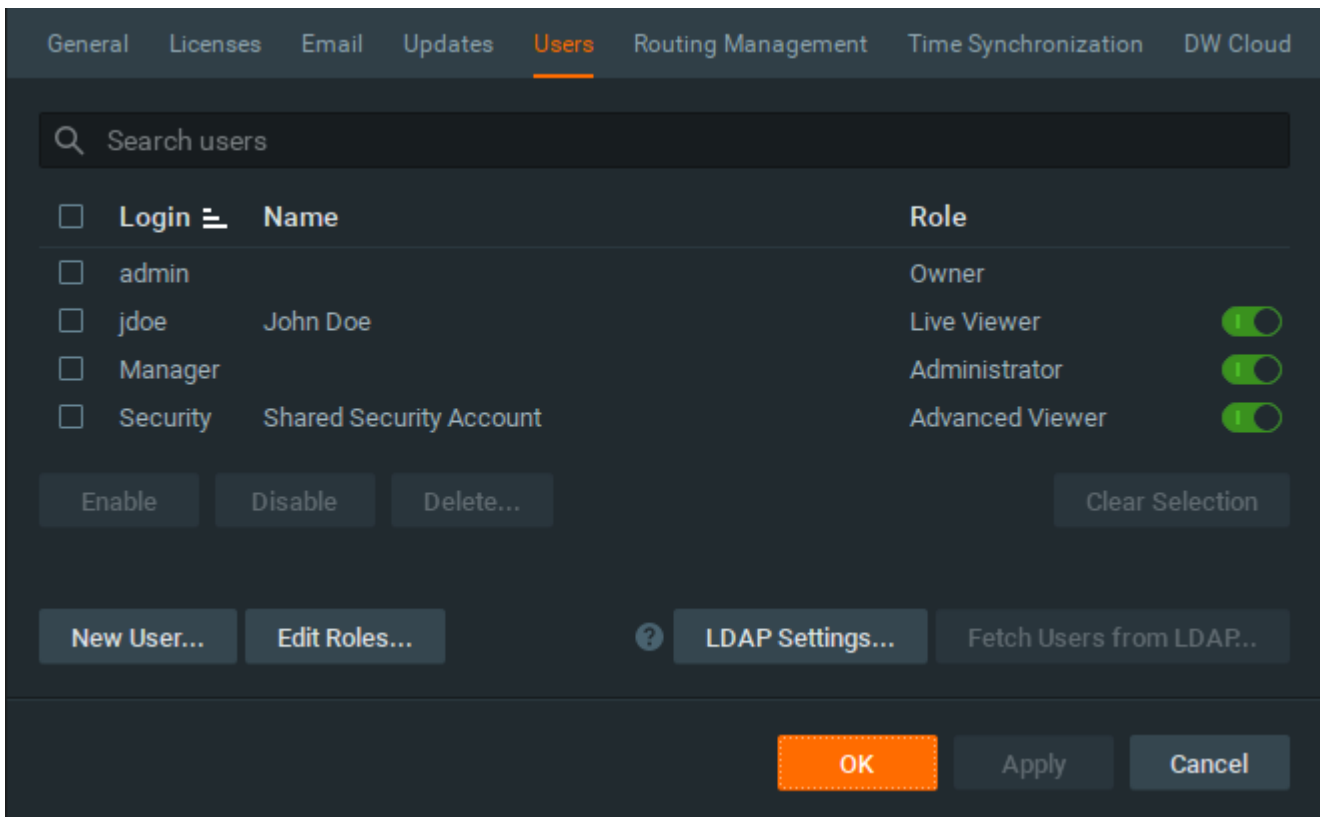 General Licenses Email Updates Users Routing Management Time Synchronization DW Cloud
Search users
Login Name Role
admin Owner
jdoe John Doe Live Viewer
Manager Administrator
Security Shared Security Account Advanced Viewer
Enable Disable Delete... Clear Selection
New User... Edit Roles... ? LDAP Settings... Fetch Users from LDAP...
OK Apply Cancel